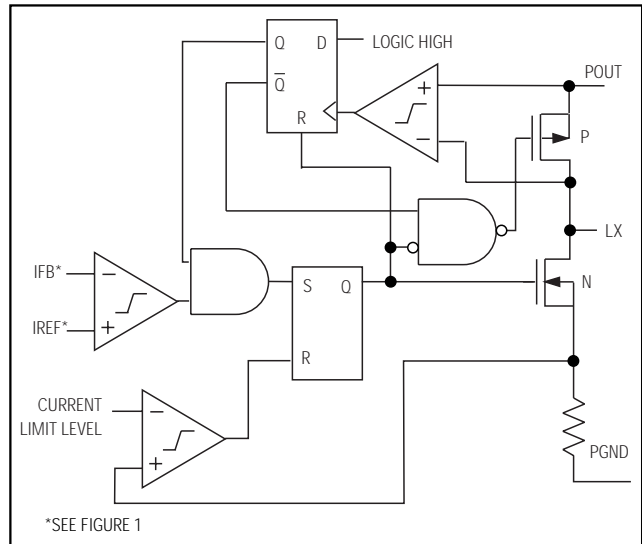 Q D LOGIC HIGH
Q
R
+
−
POUT
P
LX
IFB*
−
IREF*
+
S Q
R
N
CURRENT
LIMIT LEVEL
−
+
PGND
*SEE FIGURE 1